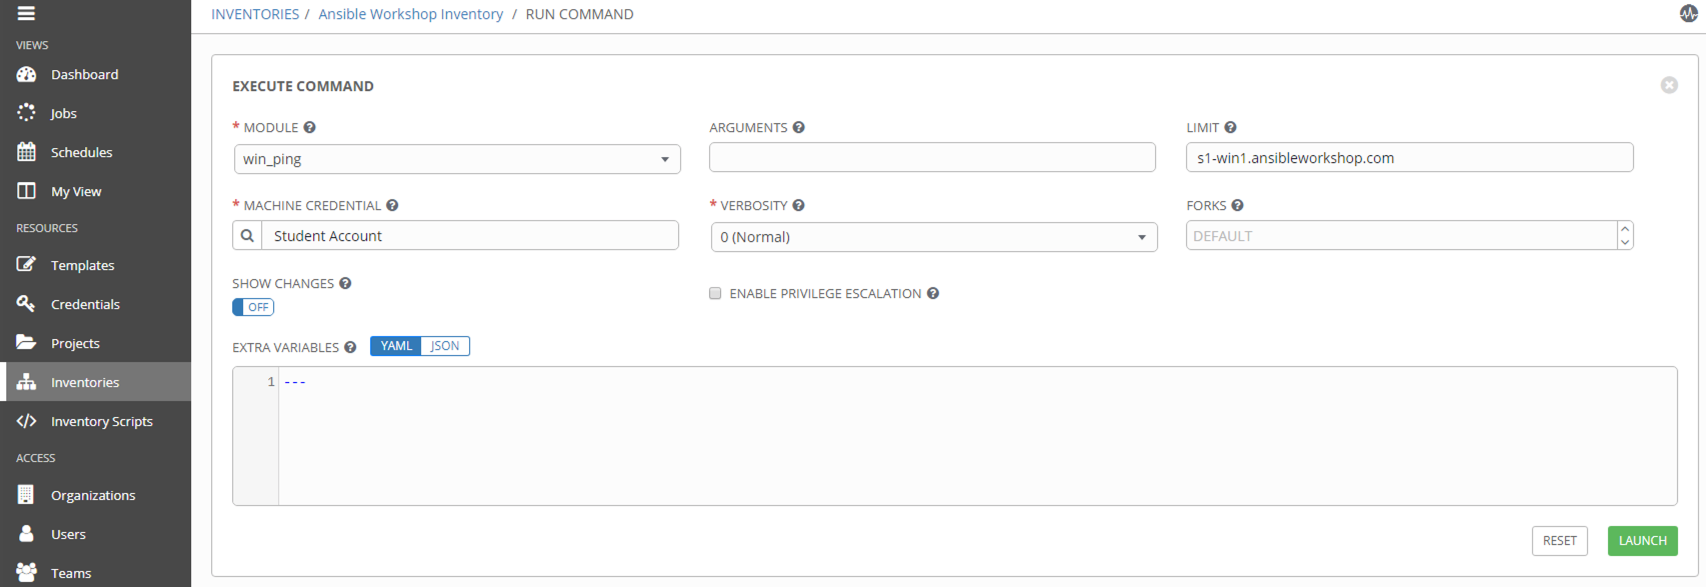 INVENTORIES / Ansible Workshop Inventory / RUN COMMAND
VIEWS
Dashboard
Jobs
Schedules
My View
RESOURCES
Templates
Credentials
Projects
Inventories
Inventory Scripts
ACCESS
Organizations
Users
Teams
EXECUTE COMMAND
* MODULE
win_ping
ARGUMENTS
LIMIT
s1-win1.ansibleworkshop.com
* MACHINE CREDENTIAL
Student Account
* VERBOSITY
0 (Normal)
FORKS
DEFAULT
SHOW CHANGES
OFF
ENABLE PRIVILEGE ESCALATION
EXTRA VARIABLES YAML JSON
1 ---
RESET LAUNCH